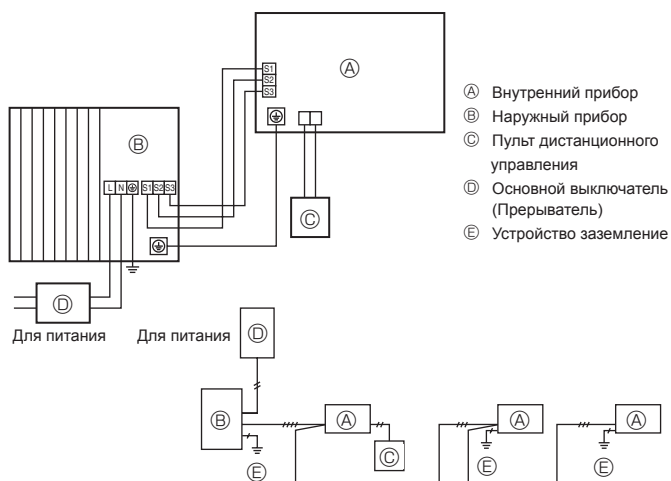 S1
S2
S3
Ⓐ
Ⓑ
L N S1 S2 S3
Ⓒ
Ⓓ
Для питания
Ⓐ Внутренний прибор
Ⓑ Наружный прибор
Ⓒ Пульт дистанционного
управления
Ⓓ Основной выключатель
(Прерыватель)
Ⓔ Устройство заземление
Для питания
Ⓓ
Ⓑ
Ⓐ
Ⓒ
Ⓔ
Ⓐ
Ⓔ
Ⓐ
Ⓔ